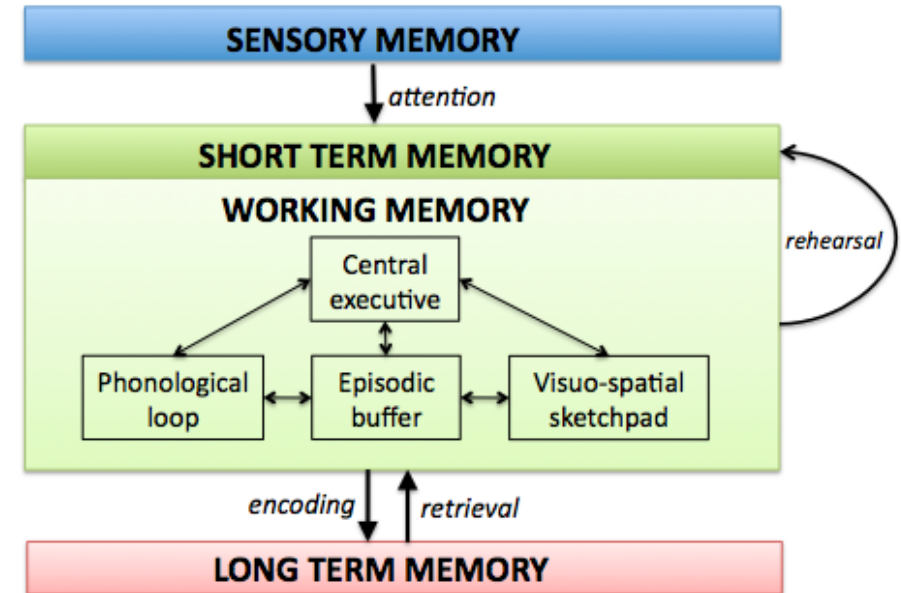 SENSORY MEMORY
attention
SHORT TERM MEMORY
WORKING MEMORY
rehearsal
Central
executive
Phonological
loop
Episodic
buffer
Visuo-spatial
sketchpad
encoding
retrieval
LONG TERM MEMORY